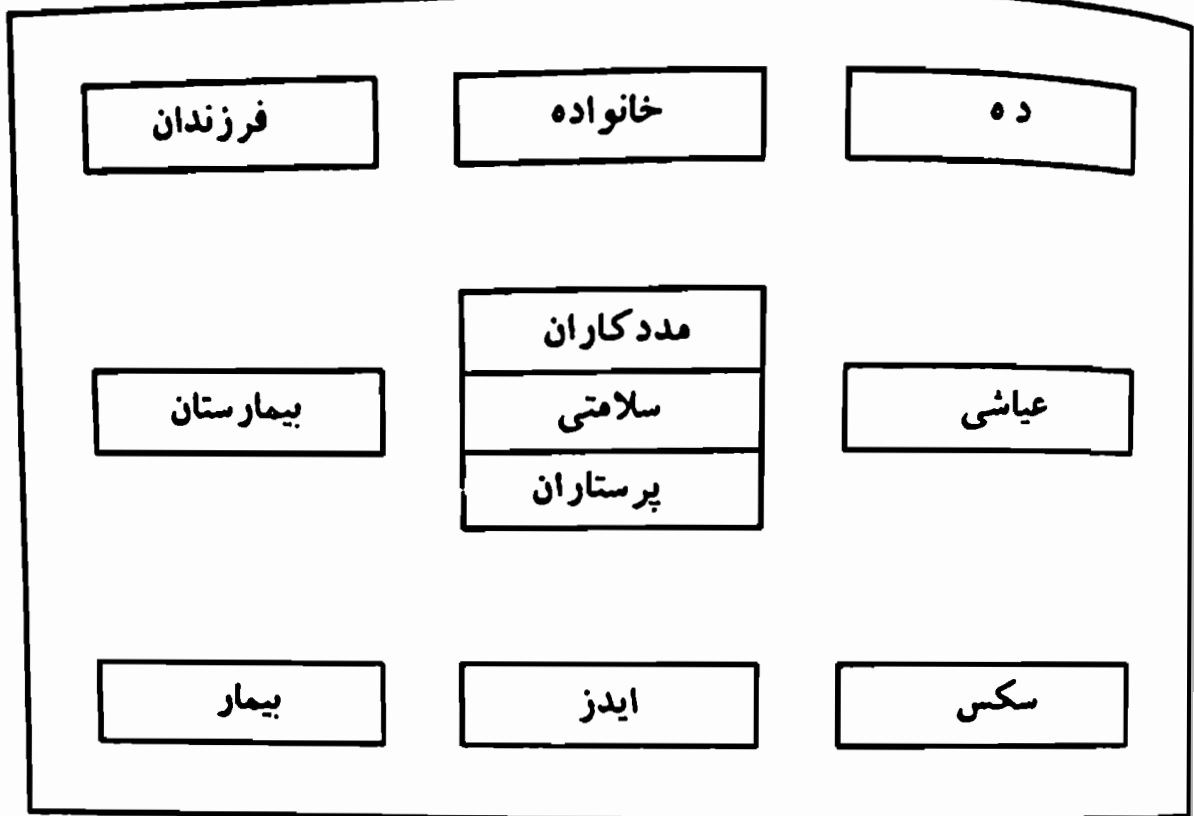 ده
خانواده
فرزندان
مددکاران
سلامتی
پرستاران
عیاشی
بیمارستان
سکس
ایدز
بیمار